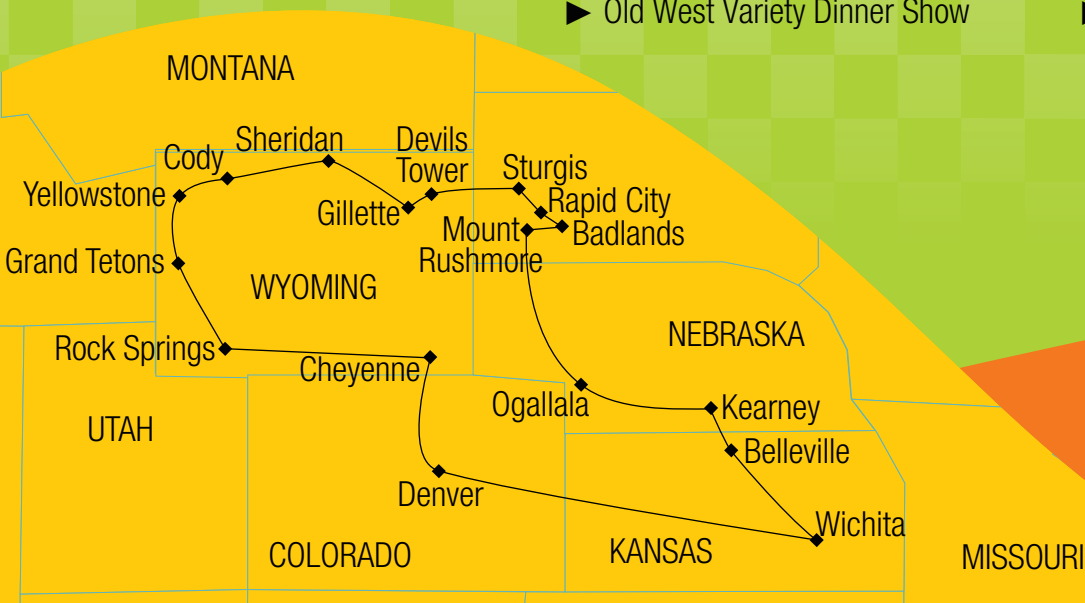 ► Old West Variety Dinner Show
MONTANA
Sheridan
Devils
Tower
Cody
Sturgis
Yellowstone
Gillette
Rapid City
Mount
Rushmore
Badlands
Grand Tetons
WYOMING
NEBRASKA
Rock Springs
Cheyenne
Ogallala
Kearney
UTAH
Belleville
Denver
Wichita
COLORADO
KANSAS
MISSOURI